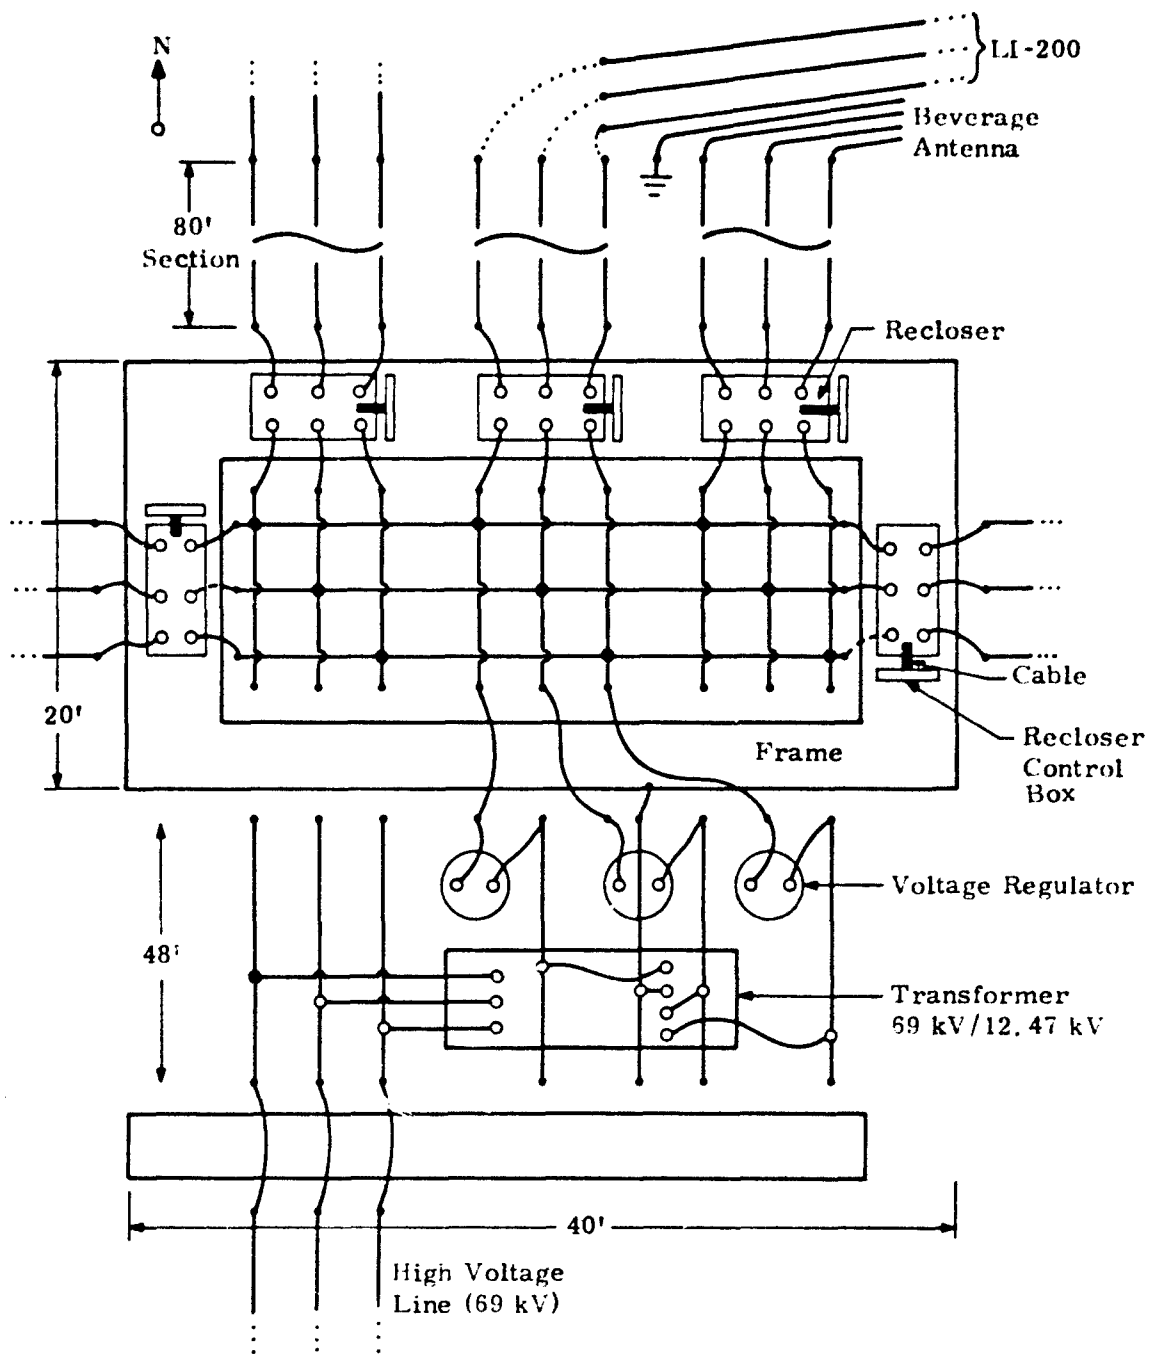 N
LI-200
Beverage
Antenna
80'
Section
Recloser
Cable
20'
Frame
Recloser
Control
Box
Voltage Regulator
48'
Transformer
69 kV/12.47 kV
40'
High Voltage
Line (69 kV)